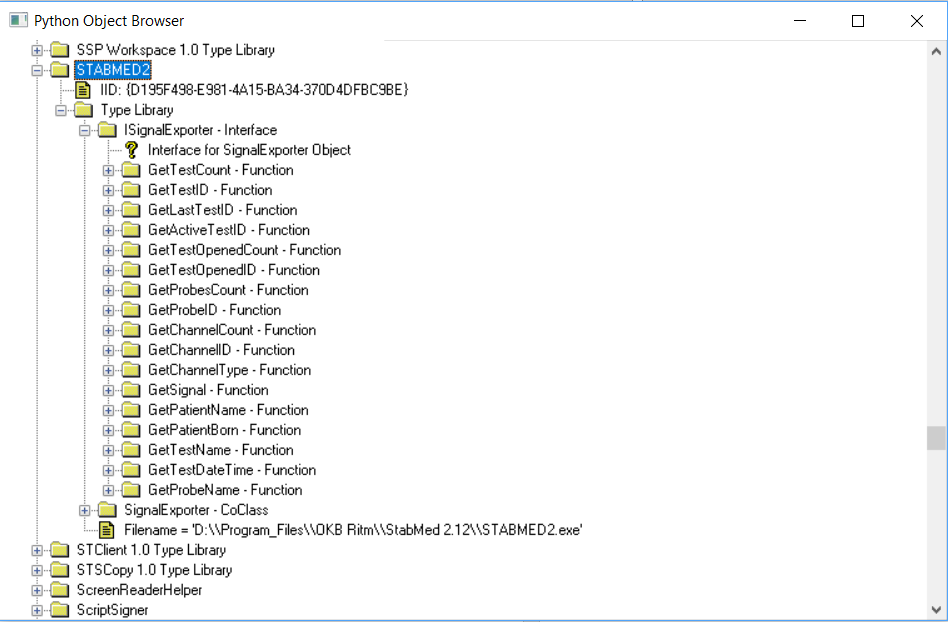 Python Object Browser
SSP Workspace 1.0 Type Library
STABMED2
IID: {D195F498-E981-4A15-BA34-370D4DFBC9BE}
Type Library
ISignalExporter - Interface
Interface for SignalExporter Object
GetTestCount - Function
GetTestID - Function
GetLastTestID - Function
GetActiveTestID - Function
GetTestOpenedCount - Function
GetTestOpenedID - Function
GetProbesCount - Function
GetProbeID - Function
GetChannelCount - Function
GetChannelID - Function
GetChannelType - Function
GetSignal - Function
GetPatientName - Function
GetPatientBorn - Function
GetTestName - Function
GetTestDateTime - Function
GetProbeName - Function
SignalExporter - CoClass
Filename = 'D:\\Program_Files\\OKB Ritm\\StabMed 2.12\\STABMED2.exe'
STClient 1.0 Type Library
STSCopy 1.0 Type Library
ScreenReaderHelper
ScriptSigner